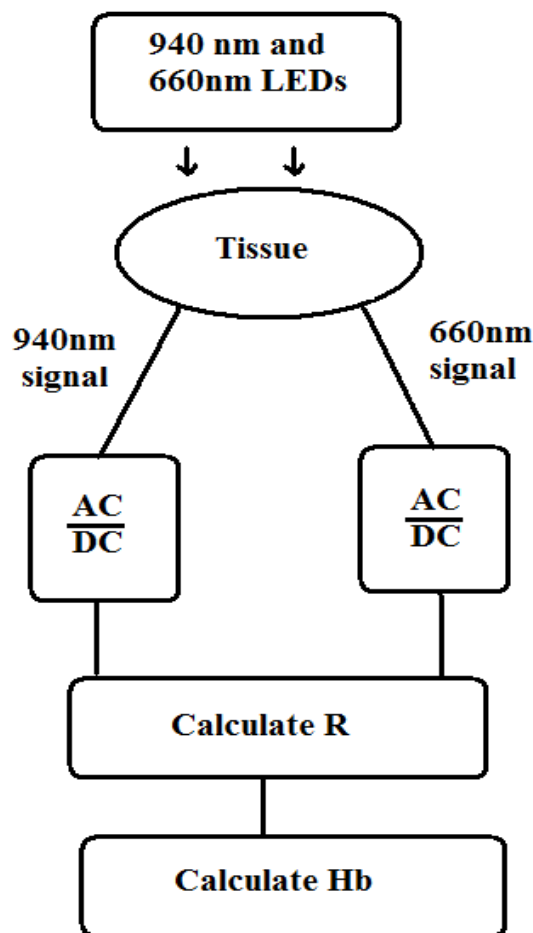 940 nm and
660nm LEDs
Tissue
940nm
signal
660nm
signal
AC
DC
AC
DC
Calculate R
Calculate Hb